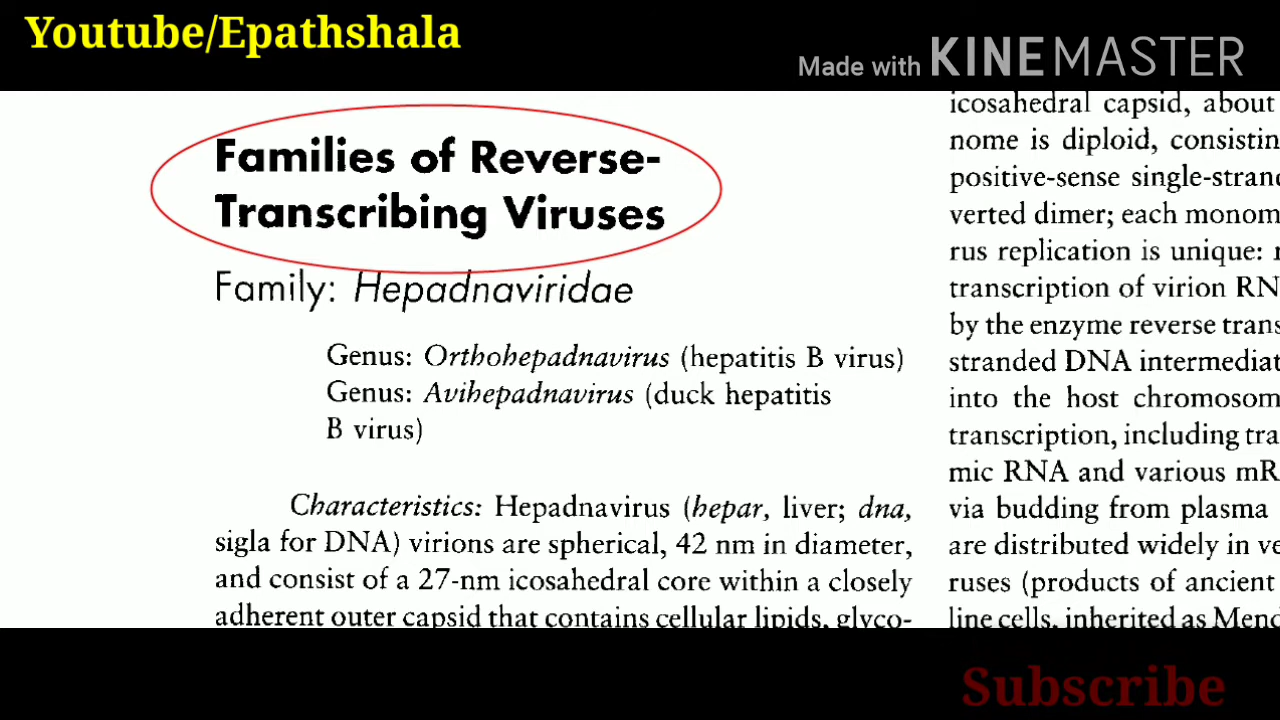 Youtube/Epathshala
Made with KINEMASTER
Families of Reverse-
Transcribing Viruses
Family: Hepadnaviridae
Genus: Orthohepadnavirus (hepatitis B virus)
Genus: Avihepadnavirus (duck hepatitis
B virus)
Characteristics: Hepadnavirus (hepar, liver; dna,
sigla for DNA) virions are spherical, 42 nm in diameter,
and consist of a 27-nm icosahedral core within a closely
adherent outer capsid that contains cellular lipids, glyco-
icosahedral capsid, about
nome is diploid, consistin
positive-sense single-stran
verted dimer; each monom
rus replication is unique:
transcription of virion RN
by the enzyme reverse trans
stranded DNA intermediat
into the host chromosom
transcription, including tra
mic RNA and various mR
via budding from plasma
are distributed widely in ve
ruses (products of ancient
line cells, inherited as Mend
Subscribe